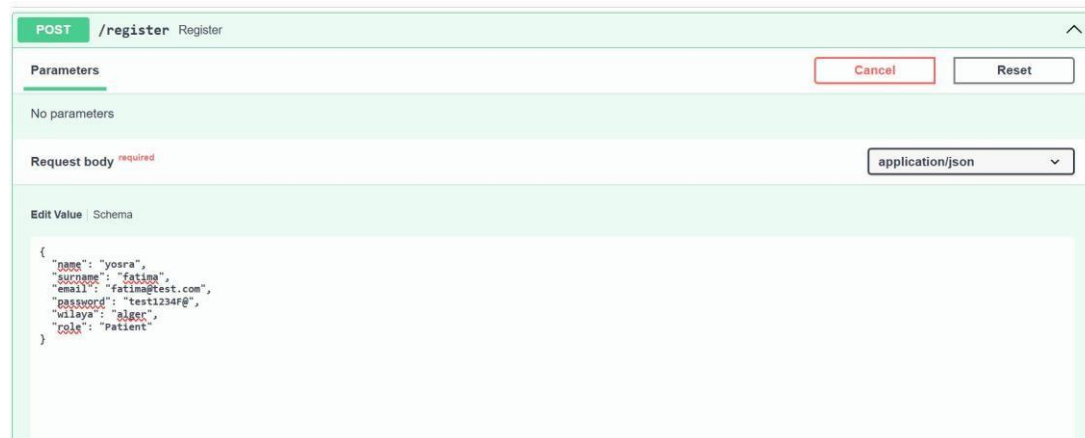 POST /register Register
Parameters
Cancel
Reset
No parameters
Request body required
application/json
Edit Value | Schema
{
"name": "yosra",
"surname": "fatima",
"email": "fatima@test.com",
"password": "test1234F@",
"wilaya": "alger",
"role": "Patient"
}